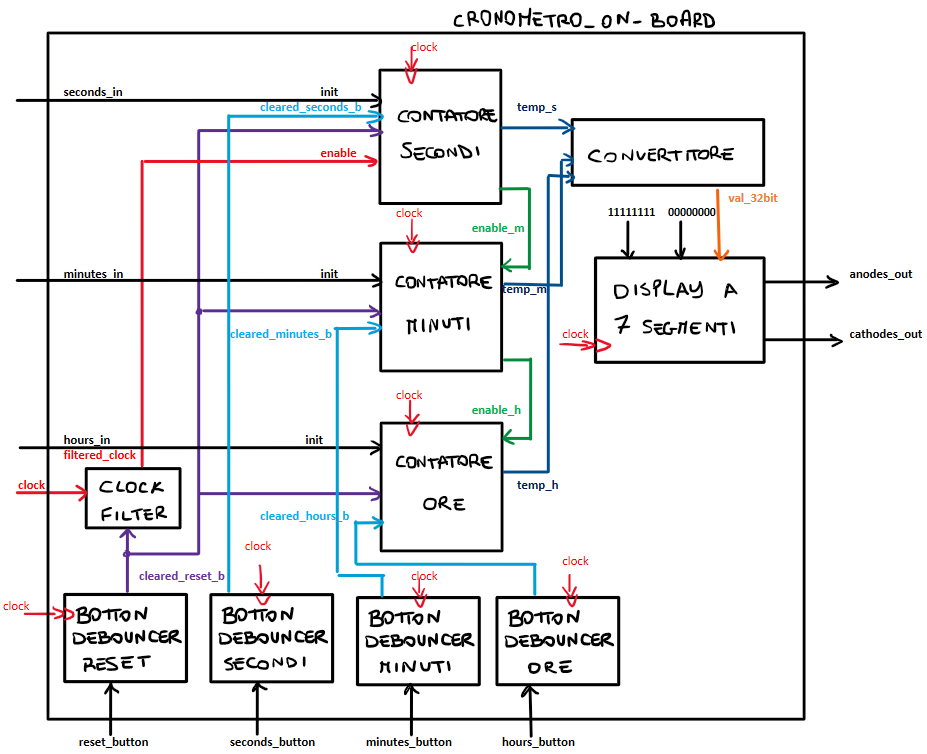 CRONOMETRO_ON_BOARD
clock
seconds_in
init
cleared_seconds_b
enable
CONTATORE
SECONDI
temp_s
CONVERTITORE
val_32bit
11111111
00000000
enable_m
clock
minutes_in
init
cleared_minutes_b
CONTATORE
MINUTI
temp_m
DISPLAY A
7 SEGMENTI
clock
anodes_out
cathodes_out
enable_h
clock
hours_in
init
filtered_clock
clock
CLOCK
FILTER
CONTATORE
ORE
temp_h
cleared_hours_b
cleared_reset_b
clock
clock
clock
clock
BOTTON
DEBOUNCER
RESET
BOTTON
DEBOUNCER
SECONDI
BOTTON
DEBOUNCER
MINUTI
BOTTON
DEBOUNCER
ORE
reset_button
seconds_button
minutes_button
hours_button